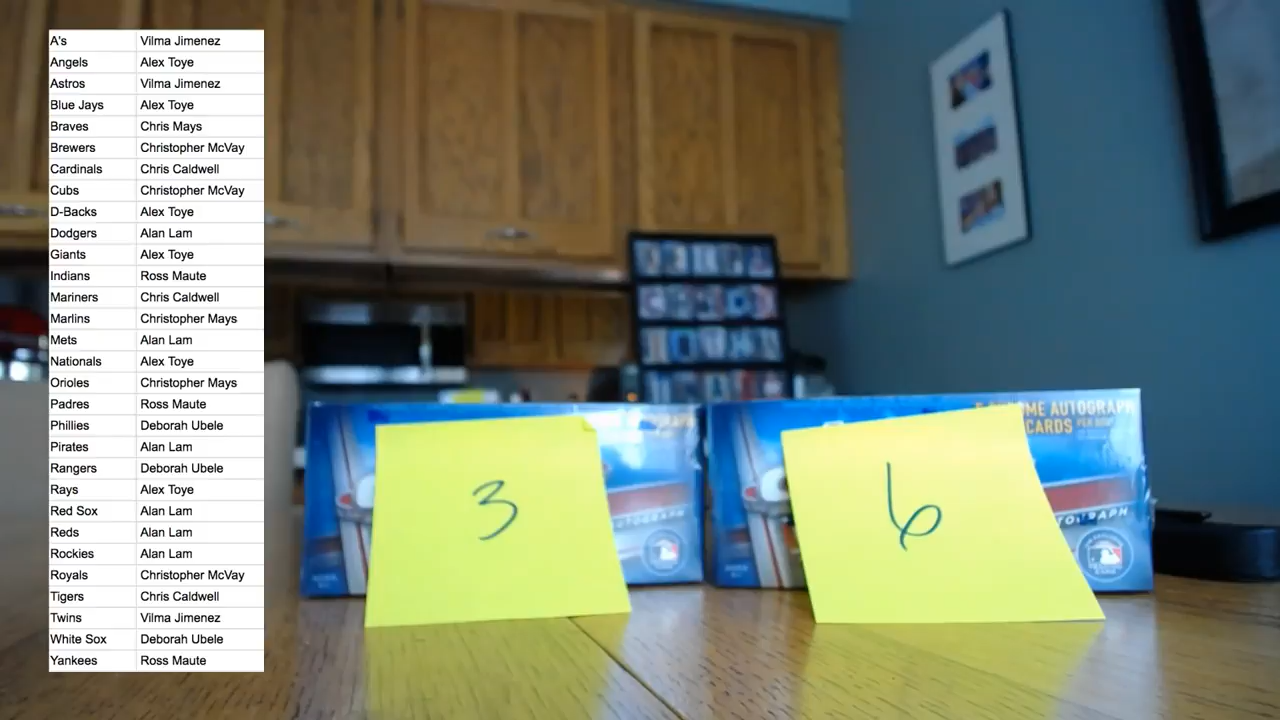 A's Vilma Jimenez
Angels Alex Toye
Astros Vilma Jimenez
Blue Jays Alex Toye
Braves Chris Mays
Brewers Christopher McVay
Cardinals Chris Caldwell
Cubs Christopher McVay
D-Backs Alex Toye
Dodgers Alan Lam
Giants Alex Toye
Indians Ross Maute
Mariners Chris Caldwell
Marlins Christopher Mays
Mets Alan Lam
Nationals Alex Toye
Orioles Christopher Mays
Padres Ross Maute
Phillies Deborah Ubele
Pirates Alan Lam
Rangers Deborah Ubele
Rays Alex Toye
Red Sox Alan Lam
Reds Alan Lam
Rockies Alan Lam
Royals Christopher McVay
Tigers Chris Caldwell
Twins Vilma Jimenez
White Sox Deborah Ubele
Yankees Ross Maute
3
6
AUTOGRAPH
CARDS